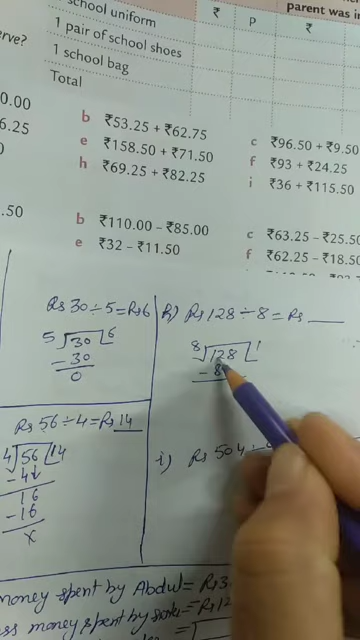 school uniform ₹ P ₹
parent was in
1 pair of school shoes
1 school bag
Total
erve?
0.00
6.25
0
.50
b ₹53.25 + ₹62.75
c ₹96.50 + ₹9.50
e ₹158.50 + ₹71.50
f ₹93 + ₹24.25
h ₹69.25 + ₹82.25
i ₹36 + ₹115.50
b ₹110.00 − ₹85.00
c ₹63.25 − ₹25.50
e ₹32 − ₹11.50
f ₹62.25 − ₹18.50
Rs 30 ÷ 5 = Rs 6
5 30 6
− 30
0
h) Rs 128 ÷ 8 = Rs ___
8 128 1
− 8
Rs 56 ÷ 4 = Rs 14
4 56 14
− 4↓
16
− 16
x
i) Rs 504 ÷
money spent by Abdul = Rs 3
money spent by = Rs 12